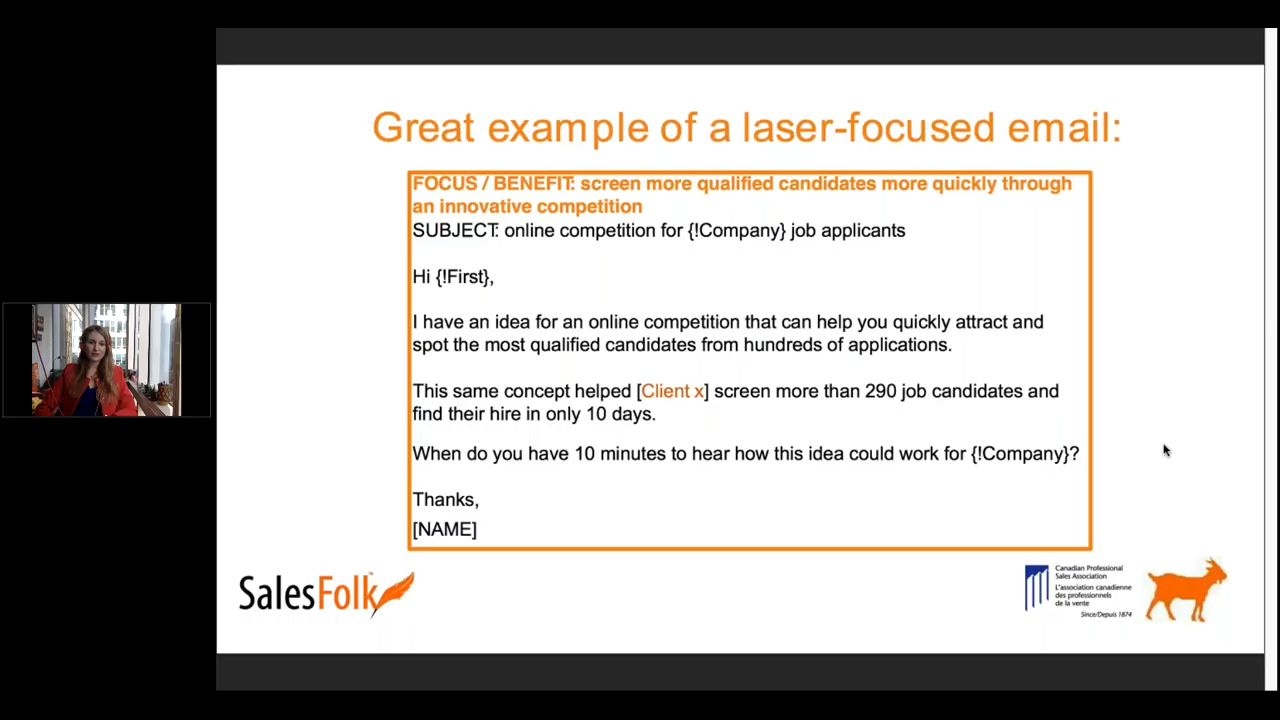 Great example of a laser-focused email:
FOCUS / BENEFIT: screen more qualified candidates more quickly through
an innovative competition
SUBJECT: online competition for {!Company} job applicants
Hi {!First},
I have an idea for an online competition that can help you quickly attract and
spot the most qualified candidates from hundreds of applications.
This same concept helped [Client x] screen more than 290 job candidates and
find their hire in only 10 days.
When do you have 10 minutes to hear how this idea could work for {!Company}?
Thanks,
[NAME]
SalesFolk™
Canadian Professional
Sales Association
L'association canadienne
des professionnels
de la vente
Since/Depuis 1874